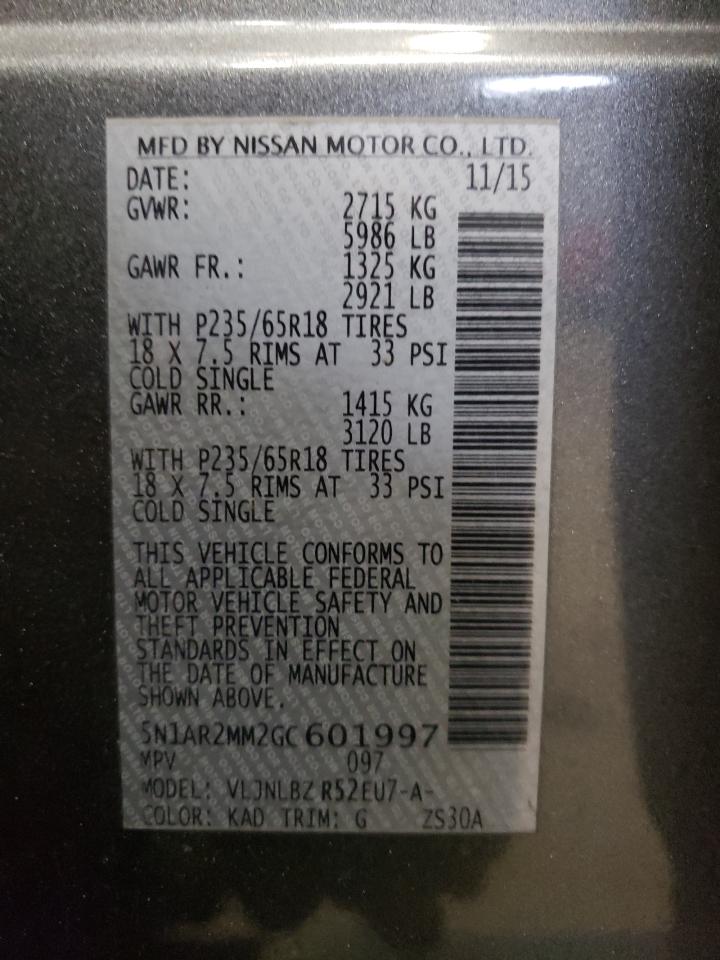 MFD BY NISSAN MOTOR CO., LTD.
DATE: 11/15
GVWR: 2715 KG
5986 LB
GAWR FR.: 1325 KG
2921 LB
WITH P235/65R18 TIRES
18 X 7.5 RIMS AT 33 PSI
COLD SINGLE
GAWR RR.: 1415 KG
3120 LB
WITH P235/65R18 TIRES
18 X 7.5 RIMS AT 33 PSI
COLD SINGLE
THIS VEHICLE CONFORMS TO
ALL APPLICABLE FEDERAL
MOTOR VEHICLE SAFETY AND
THEFT PREVENTION
STANDARDS IN EFFECT ON
THE DATE OF MANUFACTURE
SHOWN ABOVE.
5N1AR2MM2GC601997
MPV 097
MODEL: VLJNLBZ R52EU7-A-
COLOR: KAD TRIM: G ZS30A